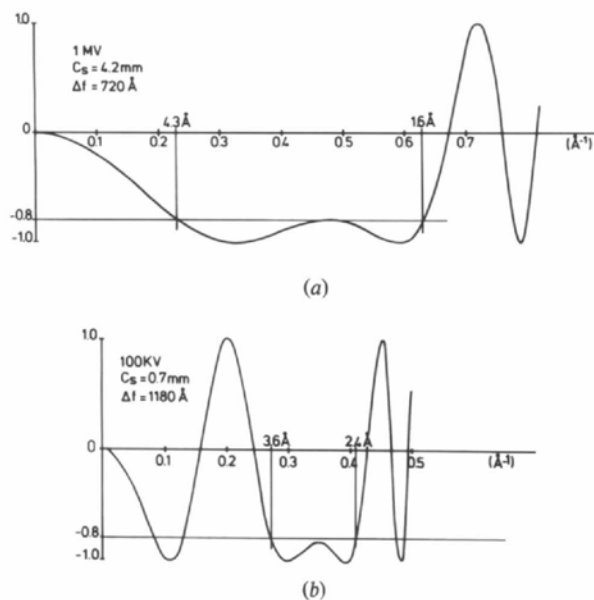 1.0
1 MV
Cs = 4.2mm
Δf = 720 Å
4.3Å 1.6Å
0 0.1 0.2 0.3 0.4 0.5 0.6 0.7 (Å⁻¹)
-0.8
-1.0
(a)
1.0
100KV
Cs = 0.7mm
Δf = 1180 Å
3.6Å 2.4Å
0 0.1 0.2 0.3 0.4 0.5 (Å⁻¹)
-0.8
-1.0
(b)